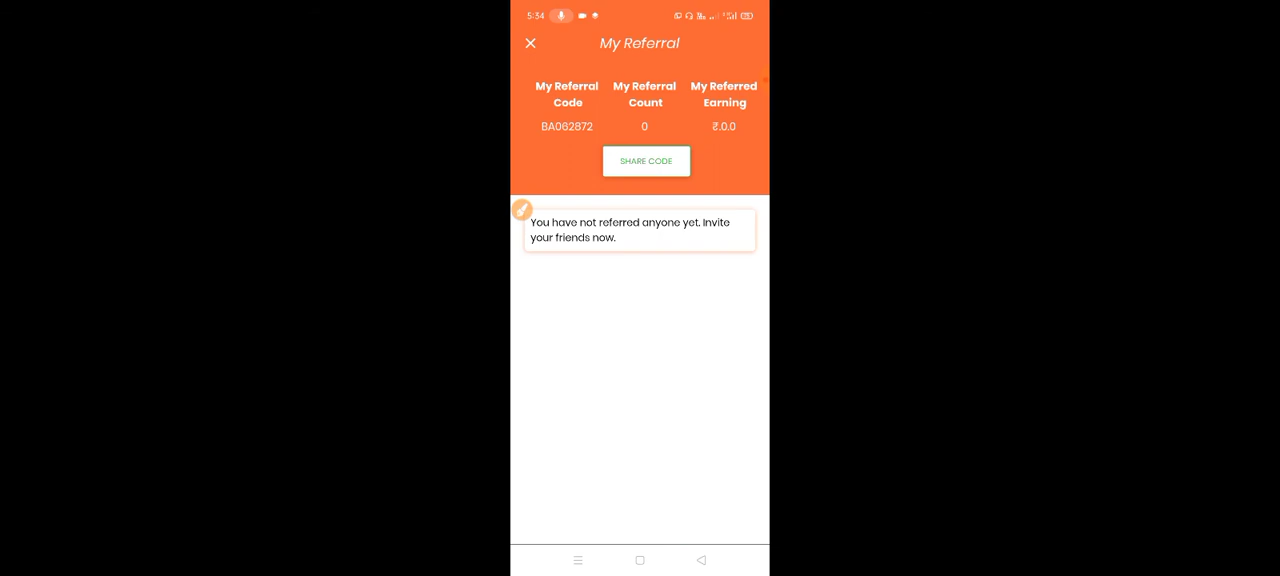 5:34
My Referral
My Referral Code
My Referral Count
My Referred Earning
BA062872
0
₹.0.0
SHARE CODE
You have not referred anyone yet. Invite
your friends now.